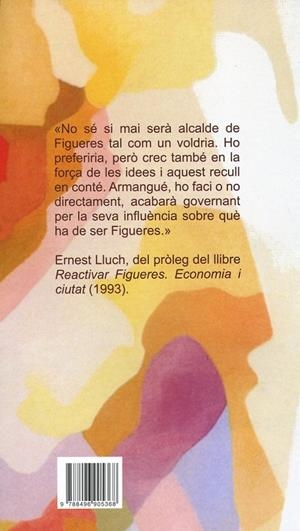 «No sé si mai serà alcalde de
Figueres tal com un voldria. Ho
preferiria, però crec també en la
força de les idees i aquest recull
en conté. Armangué, ho faci o no
directament, acabarà governant
per la seva influència sobre què
ha de ser Figueres.»
Ernest Lluch, del pròleg del llibre
Reactivar Figueres. Economia i
ciutat (1993).
9 788496 905368